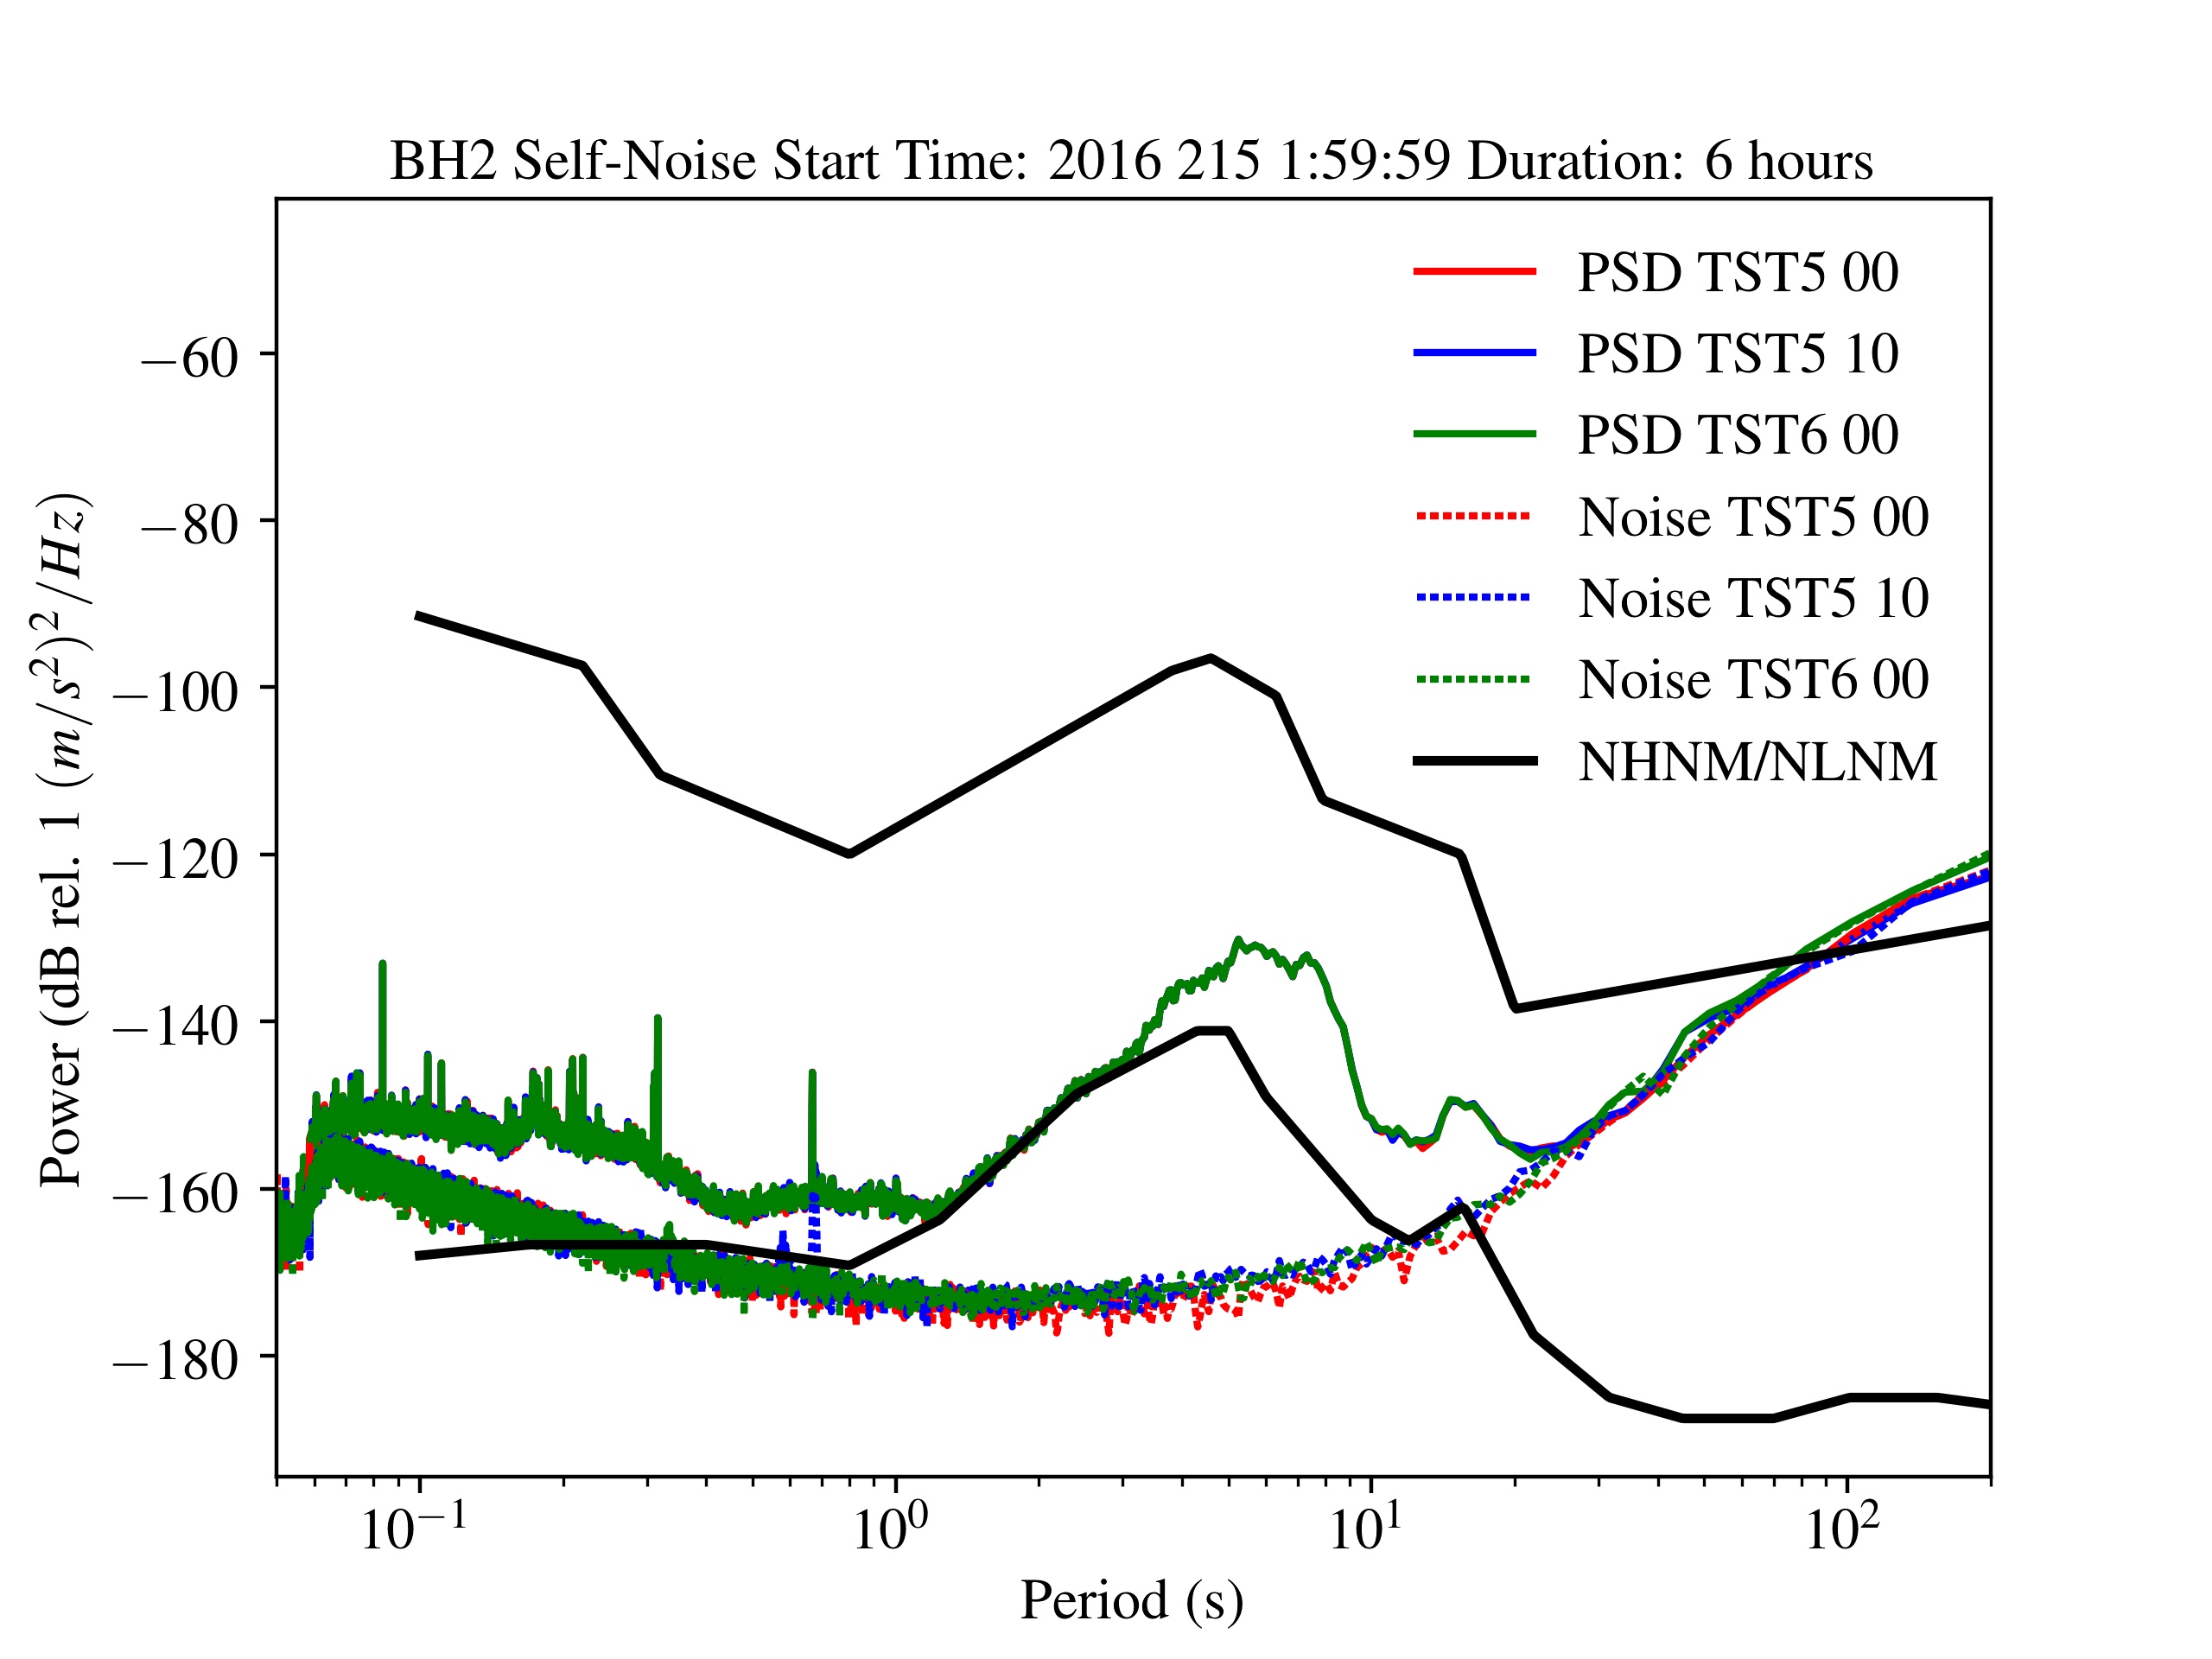 BH2 Self-Noise Start Time: 2016 215 1:59:59 Duration: 6 hours
PSD TST5 00
PSD TST5 10
PSD TST6 00
Noise TST5 00
Noise TST5 10
Noise TST6 00
NHNM/NLNM
Power (dB rel. 1 (m/s²)²/Hz)
−60
−80
−100
−120
−140
−160
−180
10⁻¹ 10⁰ 10¹ 10²
Period (s)